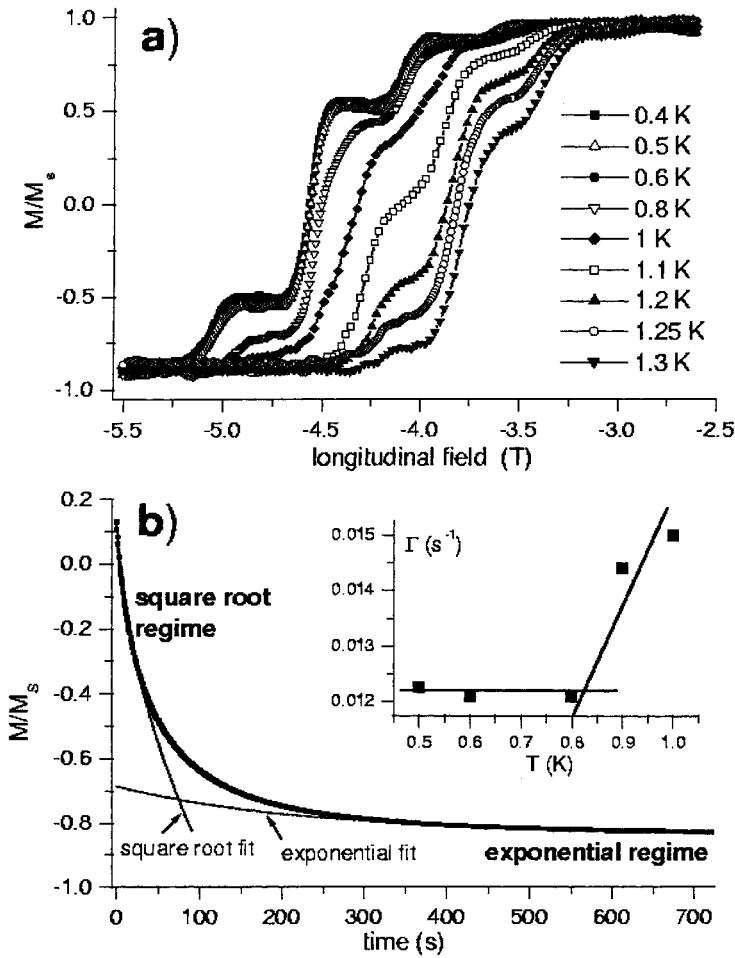 a)
1.0
0.5
0.0
-0.5
-1.0
M/Ms
0.4 K
0.5 K
0.6 K
0.8 K
1 K
1.1 K
1.2 K
1.25 K
1.3 K
-5.5 -5.0 -4.5 -4.0 -3.5 -3.0 -2.5
longitudinal field (T)
b)
0.2
0.0
-0.2
-0.4
-0.6
-0.8
-1.0
M/Ms
square root
regime
0.015
0.014
0.013
0.012
Γ (s⁻¹)
0.5 0.6 0.7 0.8 0.9 1.0
T (K)
square root fit
exponential fit
exponential regime
0 100 200 300 400 500 600 700
time (s)